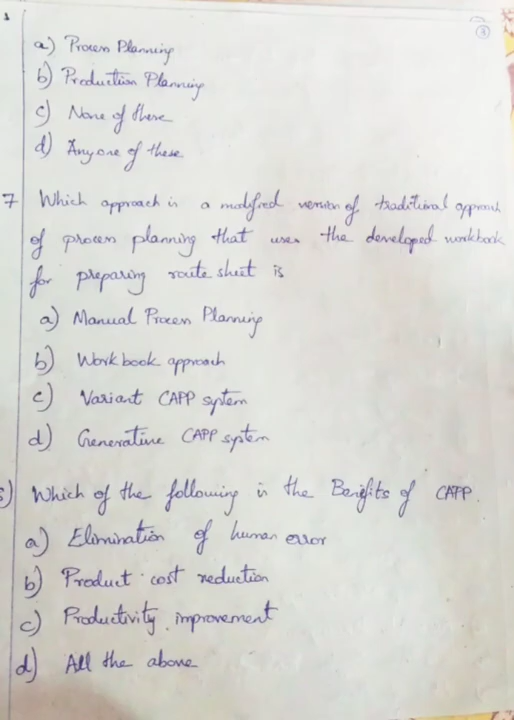 3
a) Process Planning
b) Production Planning
c) None of these
d) Any one of these
7 Which approach is a modified version of traditional approach
of process planning that uses the developed workbook
for preparing route sheet is
a) Manual Process Planning
b) Work book approach
c) Variant CAPP system
d) Generative CAPP system
8) Which of the following is the Benifits of CAPP.
a) Elimination of human error
b) Product cost reduction
c) Productivity improvement
d) All the above